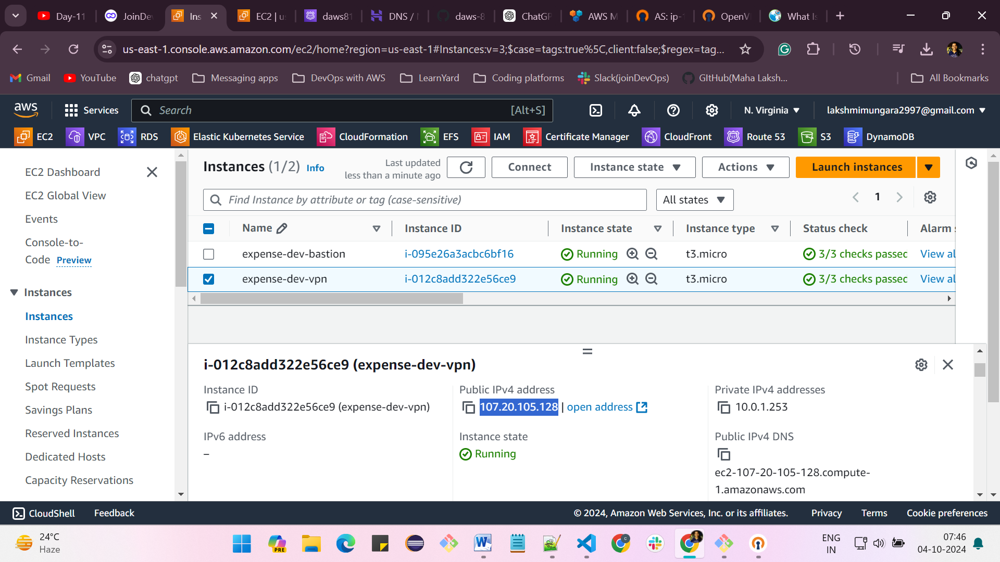 Day-11
JoinDe
Ins
EC2 | u
daws81
DNS /
daws-8
ChatGP
AWS M
AS: ip-
OpenV
What Is
us-east-1.console.aws.amazon.com/ec2/home?region=us-east-1#Instances:v=3;$case=tags:true%5C,client:false;$regex=tag...
Gmail
YouTube
chatgpt
Messaging apps
DevOps with AWS
LearnYard
Coding platforms
Slack(joinDevOps)
GItHub(Maha Laksh...
All Bookmarks
aws
Services
Search
[Alt+S]
N. Virginia
lakshmimungara2997@gmail.com
EC2
VPC
RDS
Elastic Kubernetes Service
CloudFormation
EFS
IAM
Certificate Manager
CloudFront
Route 53
S3
DynamoDB
EC2 Dashboard
EC2 Global View
Events
Console-to-
Code Preview
Instances
Instances
Instance Types
Launch Templates
Spot Requests
Savings Plans
Reserved Instances
Dedicated Hosts
Capacity Reservations
Instances (1/2) Info
Last updated
less than a minute ago
Connect
Instance state
Actions
Launch instances
Find Instance by attribute or tag (case-sensitive)
All states
1
Name Instance ID Instance state Instance type Status check Alarm s
expense-dev-bastion i-095e26a3acbc6bf16 Running t3.micro 3/3 checks passed View al
expense-dev-vpn i-012c8add322e56ce9 Running t3.micro 3/3 checks passed View al
i-012c8add322e56ce9 (expense-dev-vpn)
Instance ID
i-012c8add322e56ce9 (expense-dev-vpn)
Public IPv4 address
107.20.105.128 | open address
Private IPv4 addresses
10.0.1.253
IPv6 address
–
Instance state
Running
Public IPv4 DNS
ec2-107-20-105-128.compute-
1.amazonaws.com
CloudShell
Feedback
© 2024, Amazon Web Services, Inc. or its affiliates.
Privacy
Terms
Cookie preferences
24°C
Haze
PRE
ENG
IN
07:46
04-10-2024